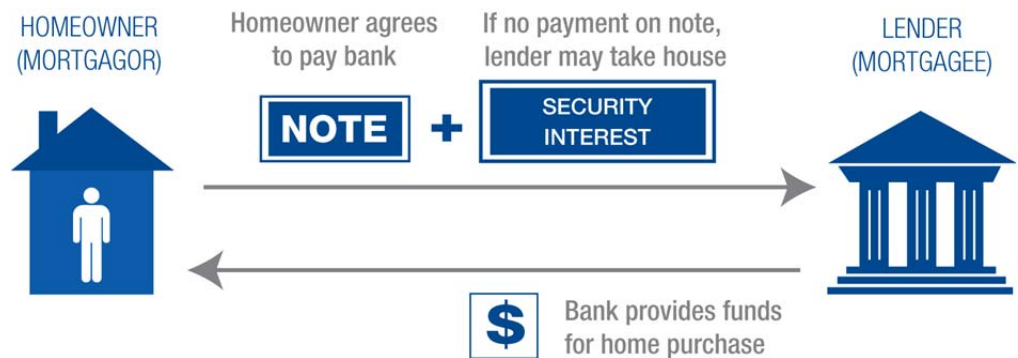 HOMEOWNER
(MORTGAGOR)
Homeowner agrees
to pay bank
If no payment on note,
lender may take house
LENDER
(MORTGAGEE)
NOTE
+
SECURITY
INTEREST
$
Bank provides funds
for home purchase